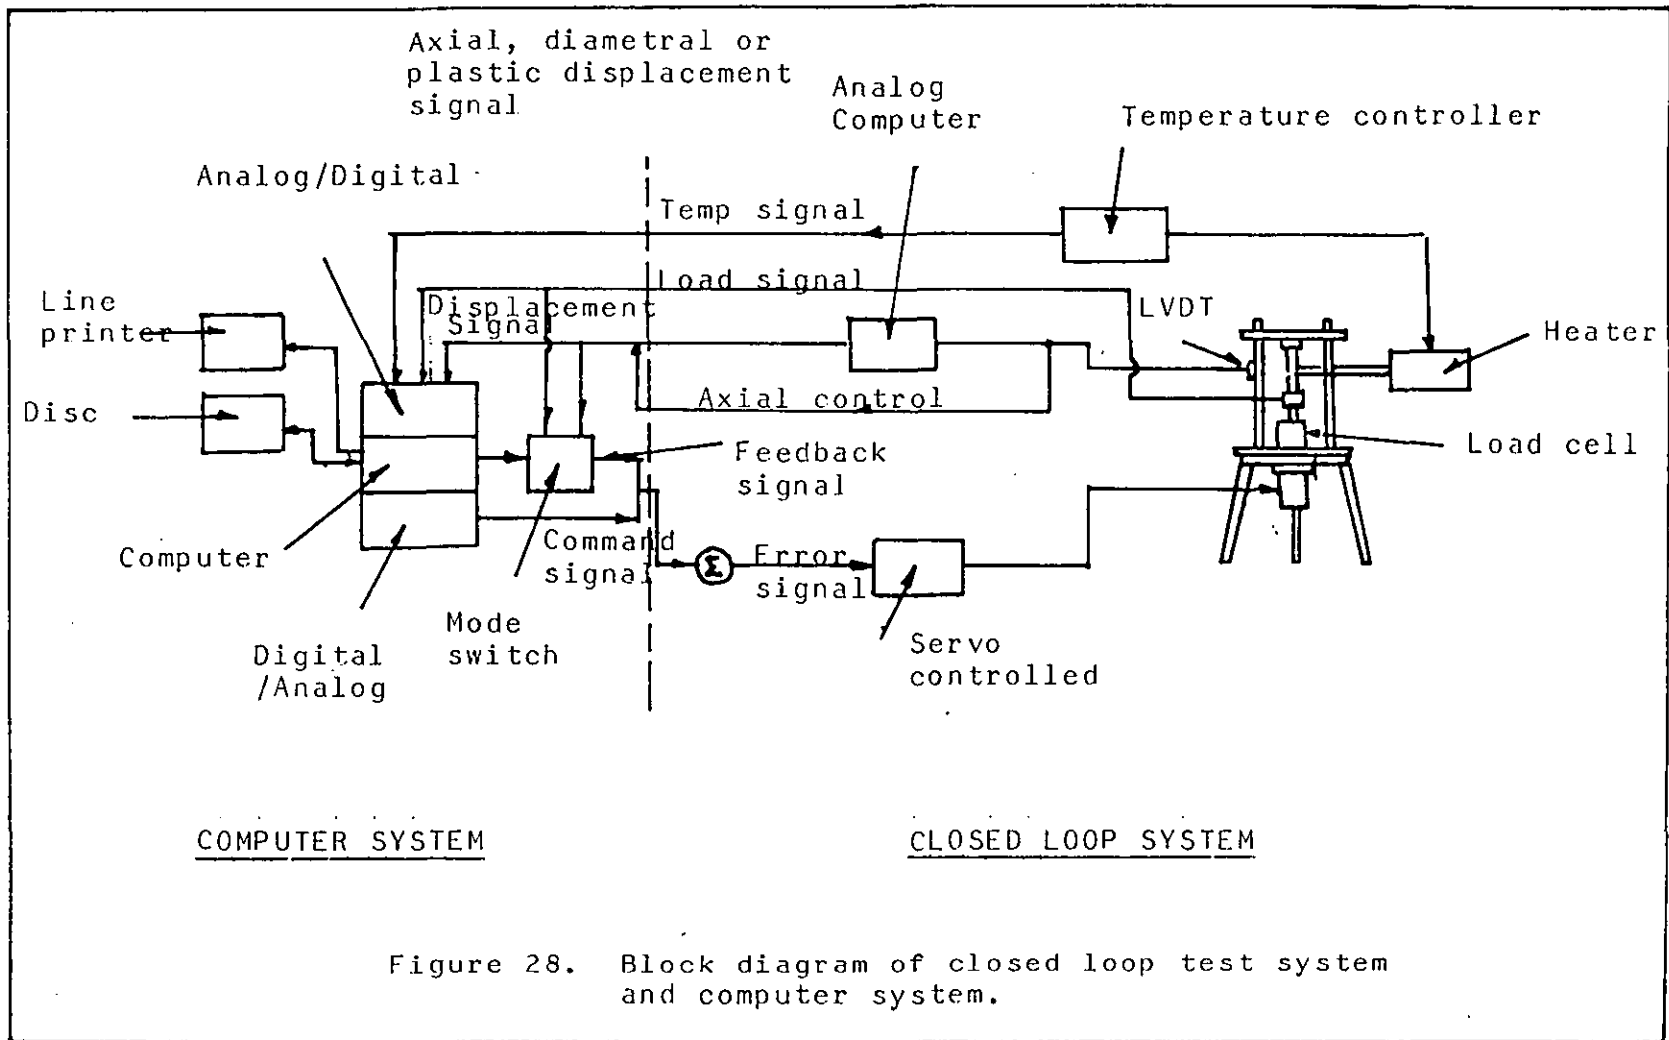 Axial, diametral or
plastic displacement
signal
Analog
Computer
Temperature controller
Analog/Digital
Temp signal
Load signal
Displacement
Signal
LVDT
Line
printer
Heater
Disc
Axial control
Feedback
signal
Load cell
Computer
Command
signal
Σ
Error
signal
Mode
switch
Servo
controlled
Digital
/Analog
COMPUTER SYSTEM
CLOSED LOOP SYSTEM
Figure 28. Block diagram of closed loop test system
and computer system.